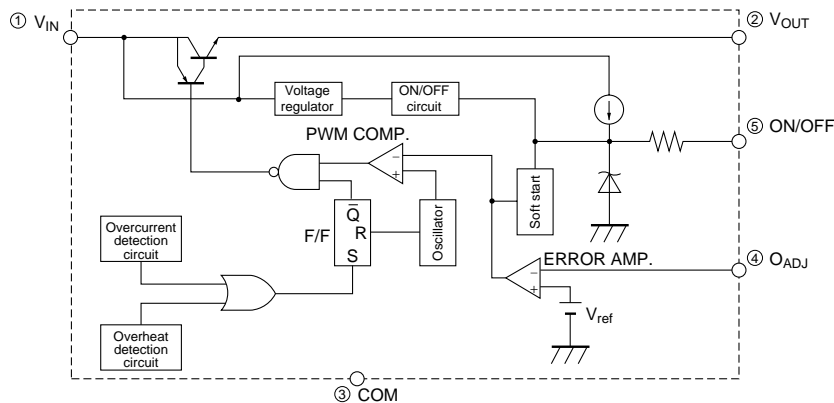 ① VIN
② VOUT
Voltage
regulator
ON/OFF
circuit
⑤ ON/OFF
PWM COMP.
−
+
Soft start
Overcurrent
detection
circuit
F/F
Q̅
R
S
Oscillator
ERROR AMP.
④ OADJ
−
+
Vref
Overheat
detection
circuit
③ COM